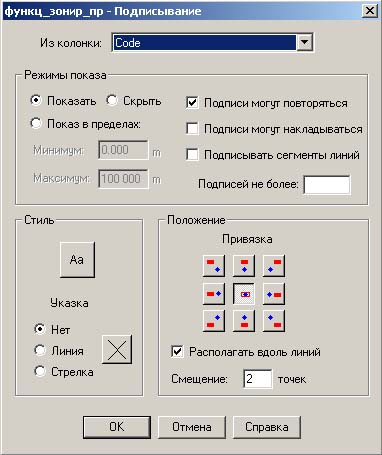 функц_зонир_пр - Подписывание
Из колонки: Code
Режимы показа
Показать Скрыть
Показ в пределах:
Минимум: 0.000 m
Максимум: 100 000 m
Подписи могут повторяться
Подписи могут накладываться
Подписывать сегменты линий
Подписей не более:
Стиль
Aa
Указка
Нет
Линия
Стрелка
Положение
Привязка
Располагать вдоль линий
Смещение: 2 точек
OK Отмена Справка